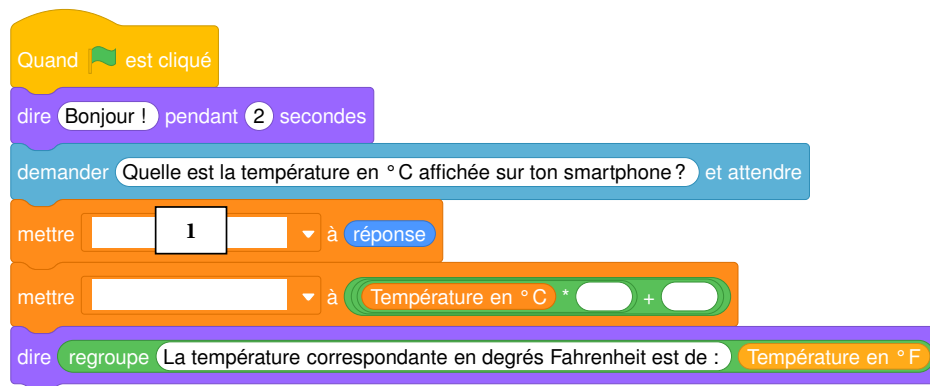 Quand est cliqué
dire Bonjour ! pendant 2 secondes
demander Quelle est la température en °C affichée sur ton smartphone ? et attendre
mettre 1 à réponse
mettre à Température en °C * +
dire regroupe La température correspondante en degrés Fahrenheit est de : Température en °F